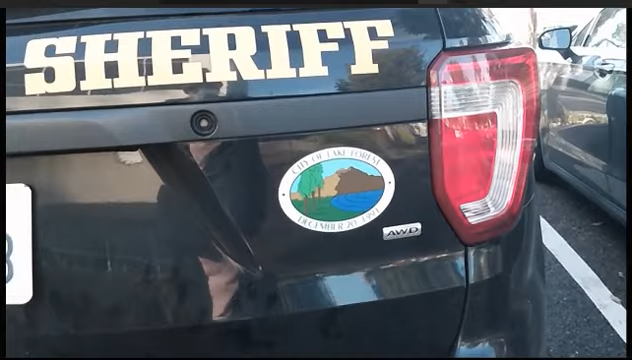 SHERIFF
CITY OF LAKE FOREST
DECEMBER 20, 1991
AWD